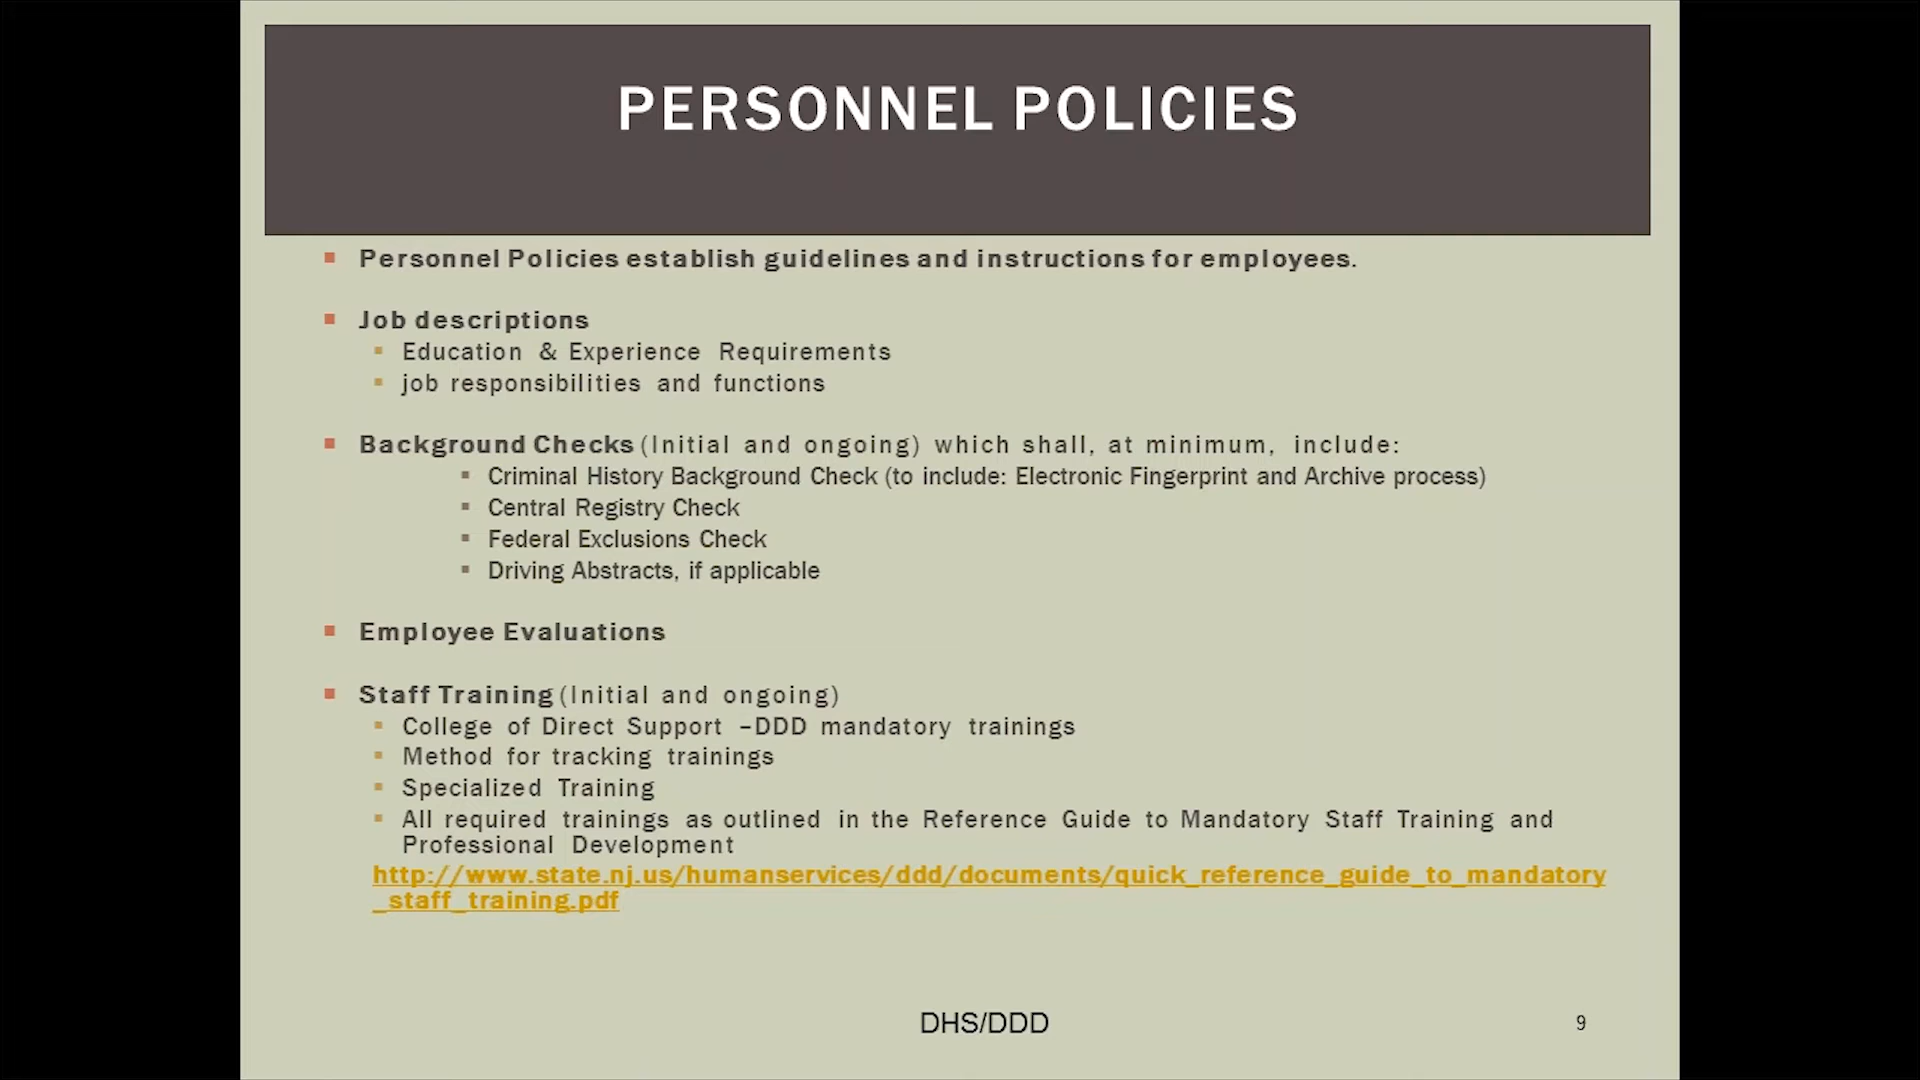 PERSONNEL POLICIES
Personnel Policies establish guidelines and instructions for employees.
Job descriptions
Education & Experience Requirements
job responsibilities and functions
Background Checks (Initial and ongoing) which shall, at minimum, include:
Criminal History Background Check (to include: Electronic Fingerprint and Archive process)
Central Registry Check
Federal Exclusions Check
Driving Abstracts, if applicable
Employee Evaluations
Staff Training (Initial and ongoing)
College of Direct Support –DDD mandatory trainings
Method for tracking trainings
Specialized Training
All required trainings as outlined in the Reference Guide to Mandatory Staff Training and
Professional Development
http://www.state.nj.us/humanservices/ddd/documents/quick_reference_guide_to_mandatory
_staff_training.pdf
DHS/DDD
9